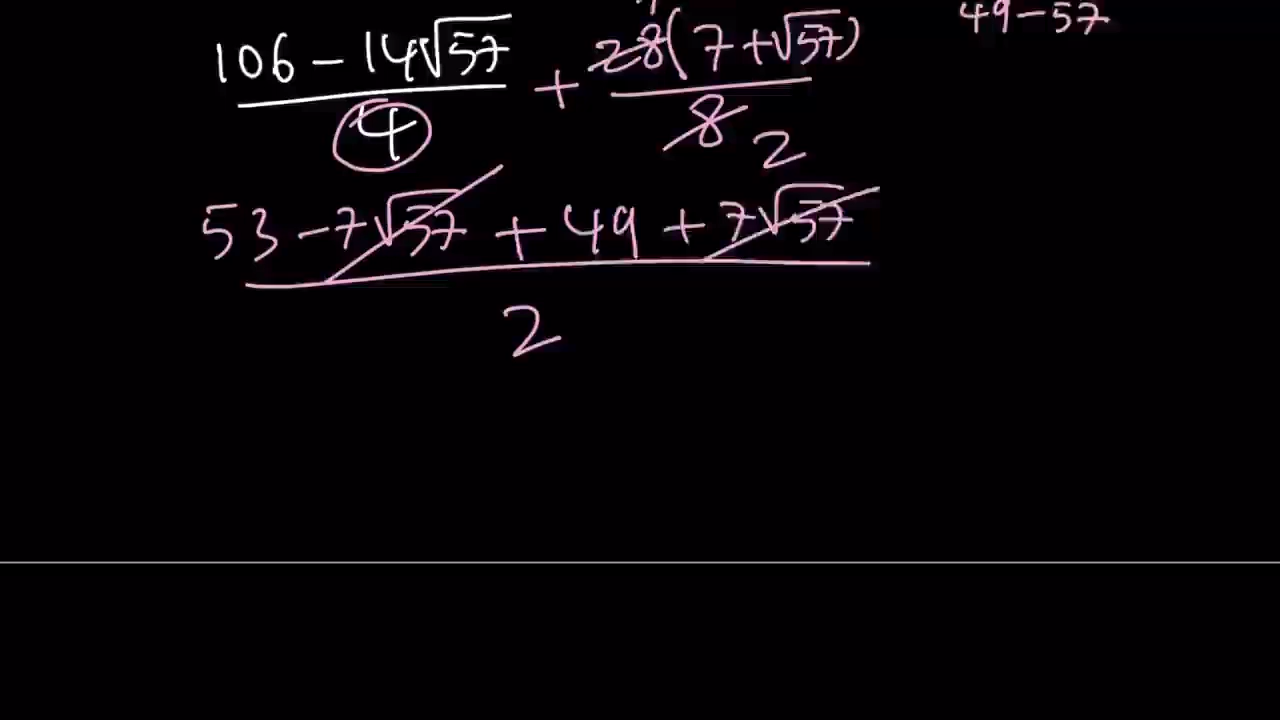 49-57
106 - 14√57 / 4 + 28(7+√57) / 8 2
53 - 7√57 + 49 + 7√57 / 2